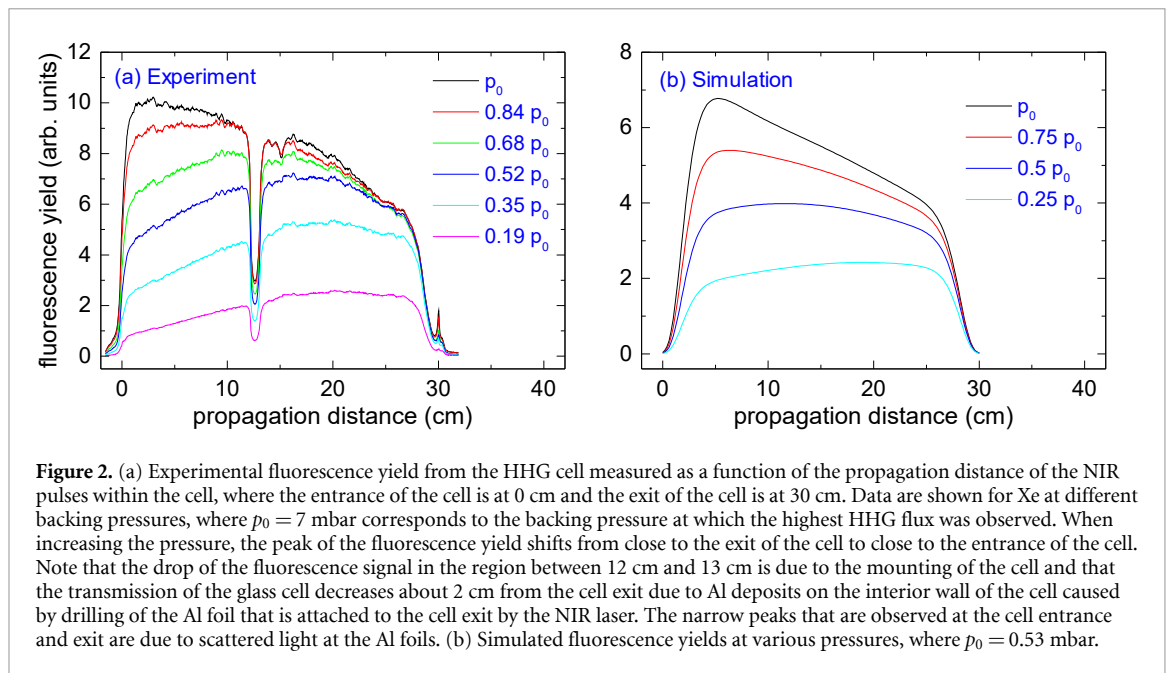 (a) Experiment
p₀
0.84 p₀
0.68 p₀
0.52 p₀
0.35 p₀
0.19 p₀
fluorescence yield (arb. units)
12
10
8
6
4
2
0
0 10 20 30 40
propagation distance (cm)
(b) Simulation
p₀
0.75 p₀
0.5 p₀
0.25 p₀
8
6
4
2
0
0 10 20 30 40
propagation distance (cm)
Figure 2. (a) Experimental fluorescence yield from the HHG cell measured as a function of the propagation distance of the NIR
pulses within the cell, where the entrance of the cell is at 0 cm and the exit of the cell is at 30 cm. Data are shown for Xe at different
backing pressures, where p₀ = 7 mbar corresponds to the backing pressure at which the highest HHG flux was observed. When
increasing the pressure, the peak of the fluorescence yield shifts from close to the exit of the cell to close to the entrance of the cell.
Note that the drop of the fluorescence signal in the region between 12 cm and 13 cm is due to the mounting of the cell and that
the transmission of the glass cell decreases about 2 cm from the cell exit due to Al deposits on the interior wall of the cell caused
by drilling of the Al foil that is attached to the cell exit by the NIR laser. The narrow peaks that are observed at the cell entrance
and exit are due to scattered light at the Al foils. (b) Simulated fluorescence yields at various pressures, where p₀ = 0.53 mbar.